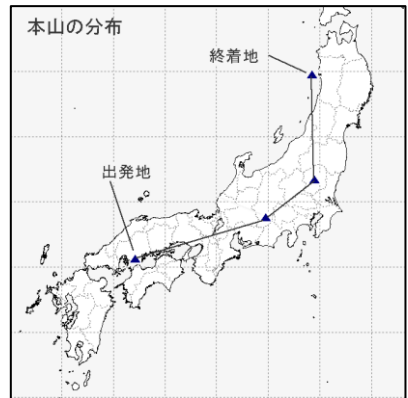 本山の分布
終着地
出発地